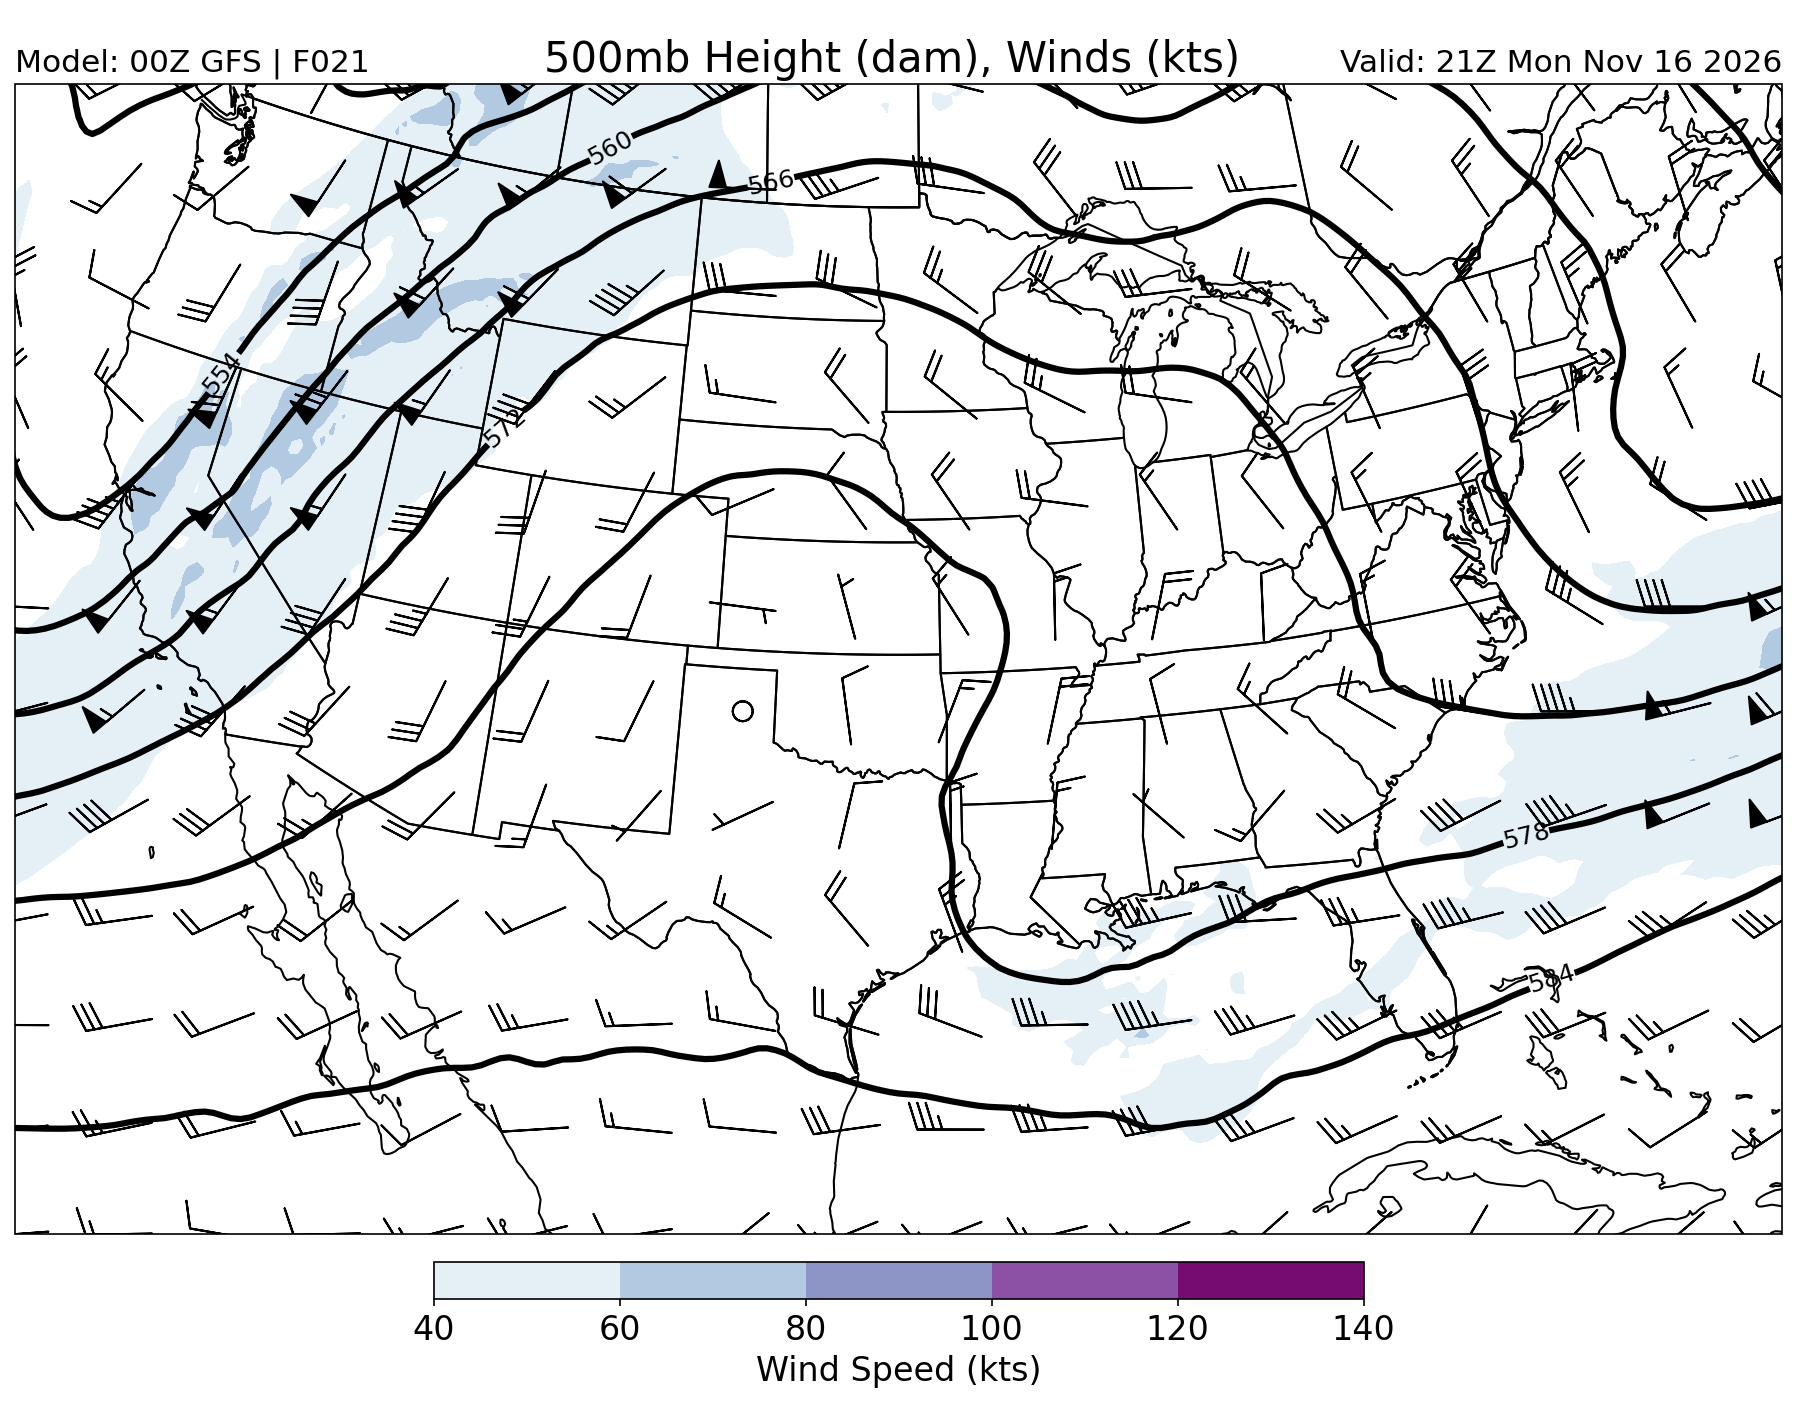 Model: 00Z GFS | F021
500mb Height (dam), Winds (kts)
Valid: 21Z Mon Nov 16 2026
560
566
554
572
578
584
40 60 80 100 120 140
Wind Speed (kts)